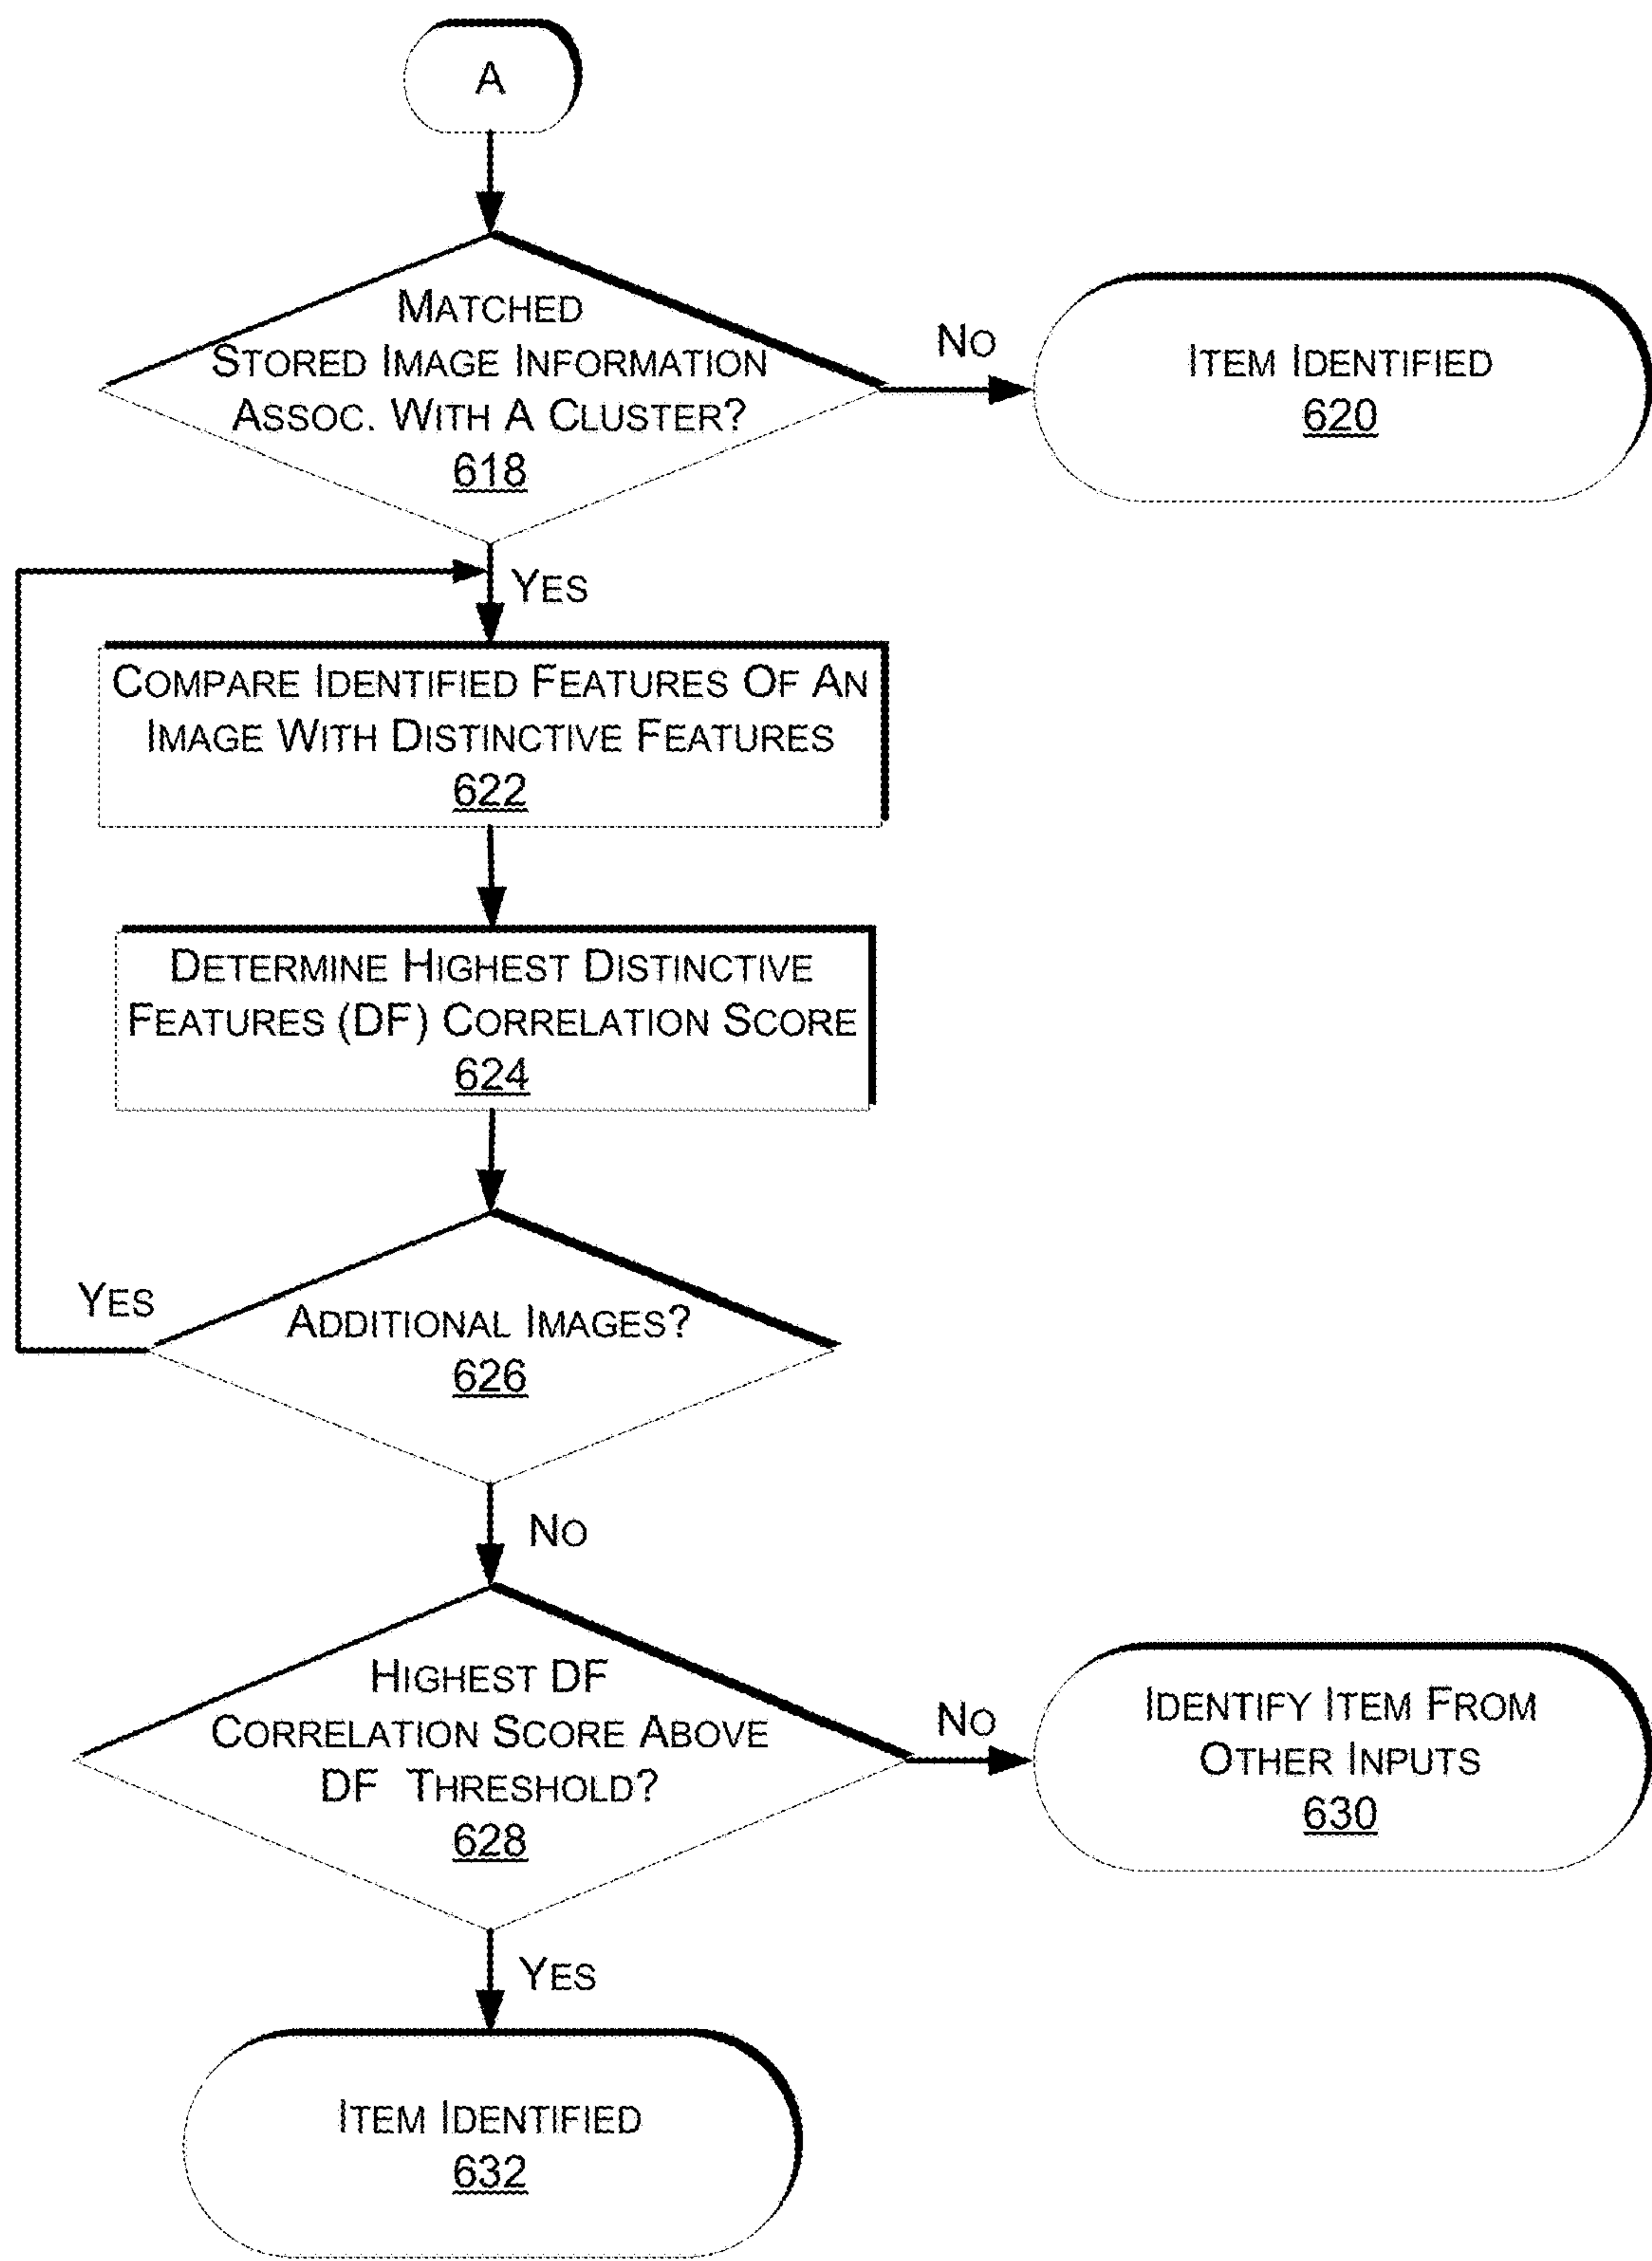 A
MATCHED
STORED IMAGE INFORMATION
ASSOC. WITH A CLUSTER?
618
NO
ITEM IDENTIFIED
620
YES
COMPARE IDENTIFIED FEATURES OF AN
IMAGE WITH DISTINCTIVE FEATURES
622
DETERMINE HIGHEST DISTINCTIVE
FEATURES (DF) CORRELATION SCORE
624
YES
ADDITIONAL IMAGES?
626
NO
HIGHEST DF
CORRELATION SCORE ABOVE
DF THRESHOLD?
628
NO
IDENTIFY ITEM FROM
OTHER INPUTS
630
YES
ITEM IDENTIFIED
632